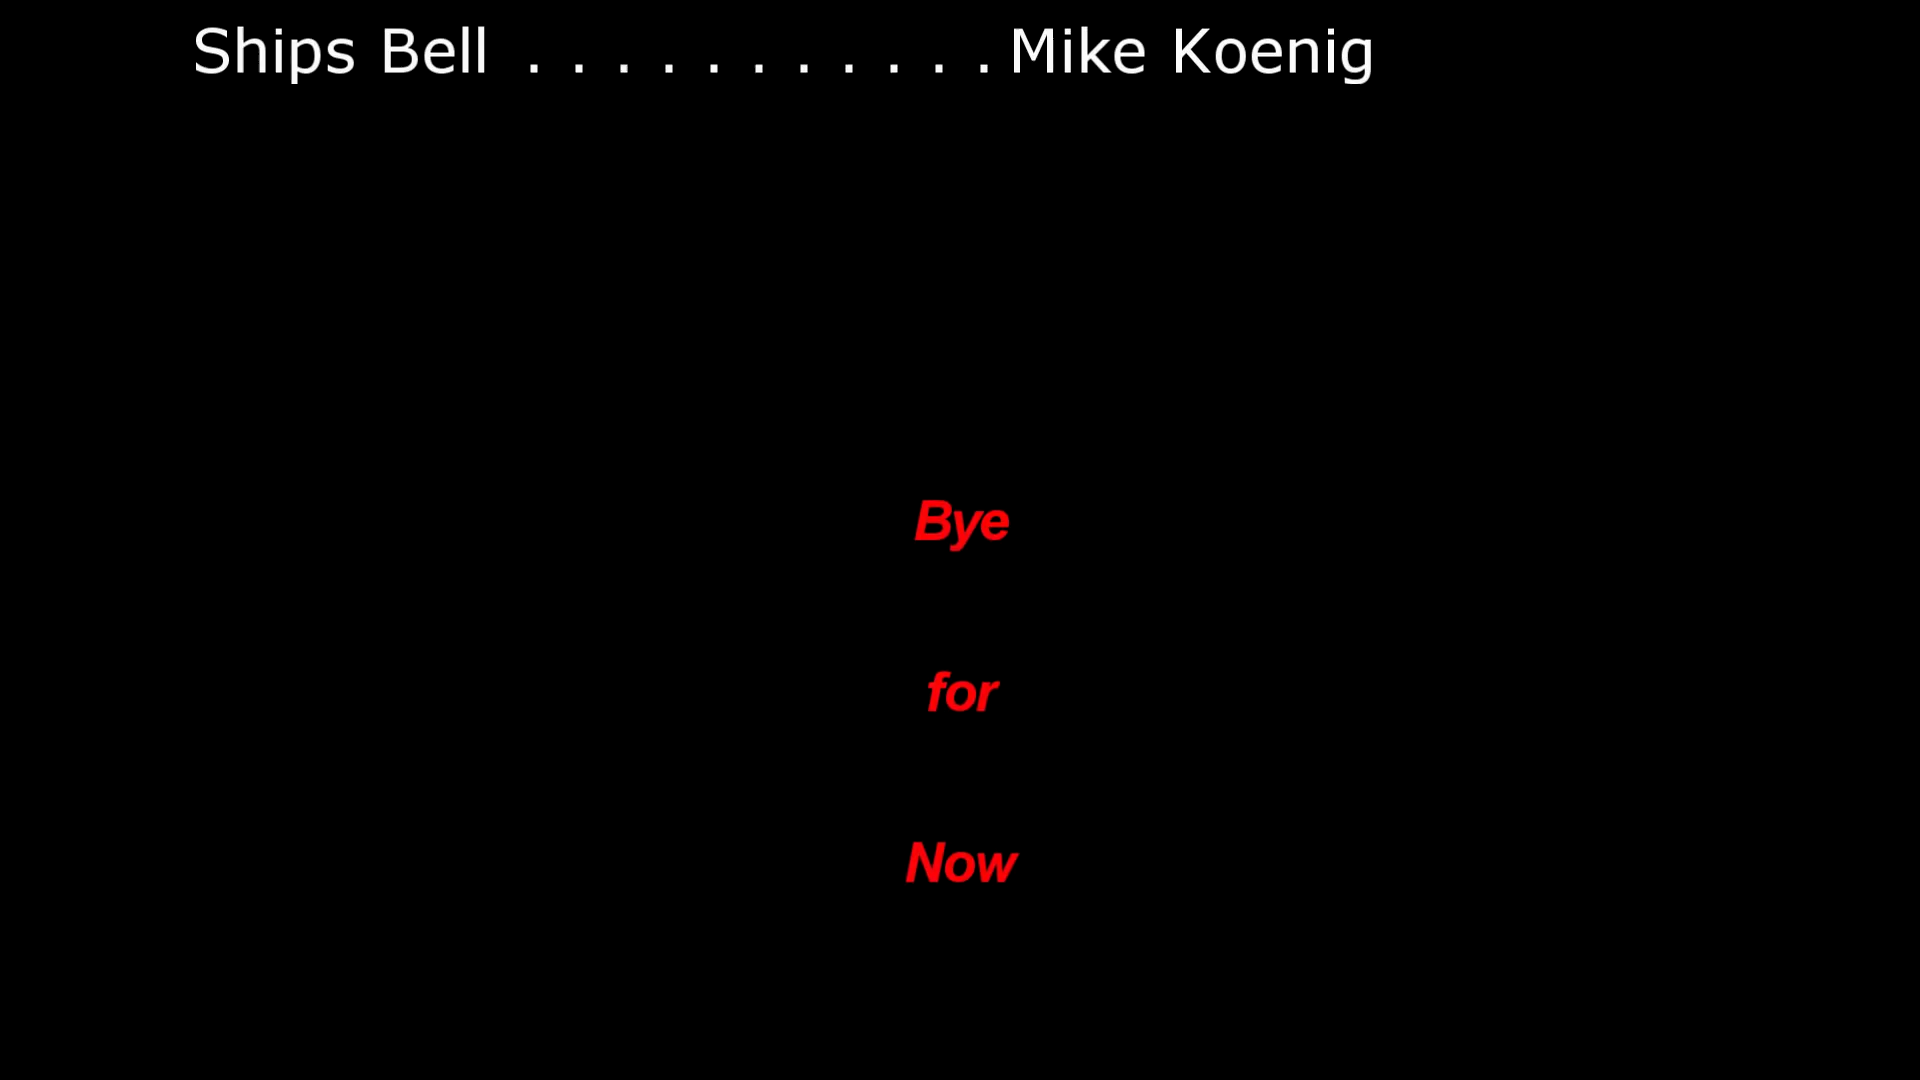 Ships Bell . . . . . . . . . . . Mike Koenig
Bye
for
Now